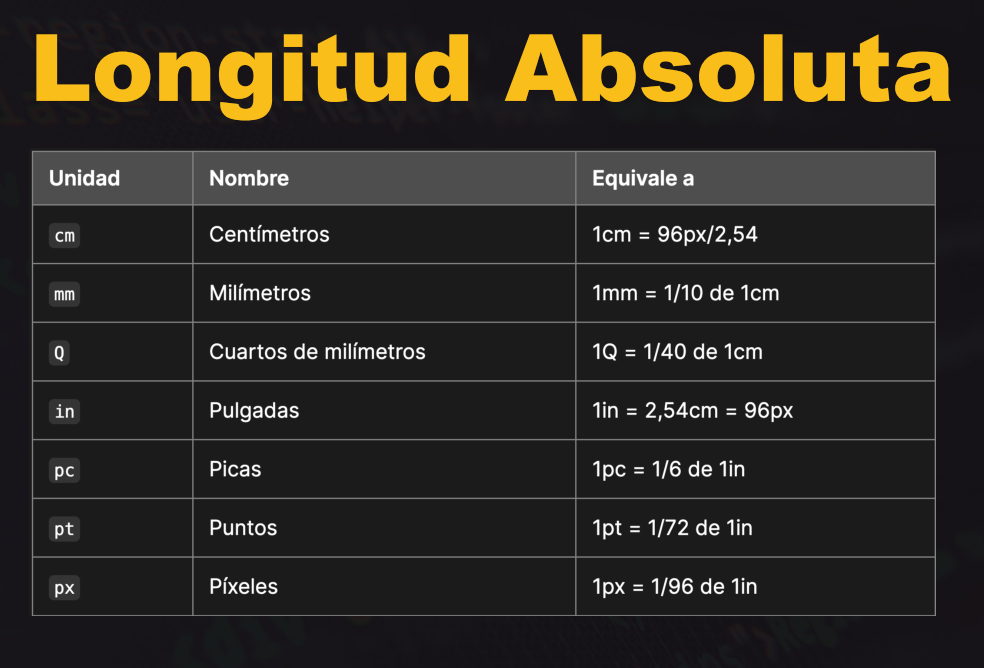 Longitud Absoluta
Unidad Nombre Equivale a
cm Centímetros 1cm = 96px/2,54
mm Milímetros 1mm = 1/10 de 1cm
Q Cuartos de milímetros 1Q = 1/40 de 1cm
in Pulgadas 1in = 2,54cm = 96px
pc Picas 1pc = 1/6 de 1in
pt Puntos 1pt = 1/72 de 1in
px Píxeles 1px = 1/96 de 1in